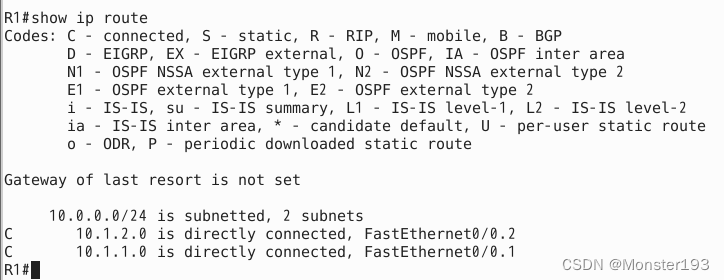 R1#show ip route
Codes: C - connected, S - static, R - RIP, M - mobile, B - BGP
       D - EIGRP, EX - EIGRP external, O - OSPF, IA - OSPF inter area
       N1 - OSPF NSSA external type 1, N2 - OSPF NSSA external type 2
       E1 - OSPF external type 1, E2 - OSPF external type 2
       i - IS-IS, su - IS-IS summary, L1 - IS-IS level-1, L2 - IS-IS level-2
       ia - IS-IS inter area, * - candidate default, U - per-user static route
       o - ODR, P - periodic downloaded static route
Gateway of last resort is not set
     10.0.0.0/24 is subnetted, 2 subnets
C       10.1.2.0 is directly connected, FastEthernet0/0.2
C       10.1.1.0 is directly connected, FastEthernet0/0.1
R1#
CSDN @Monster193